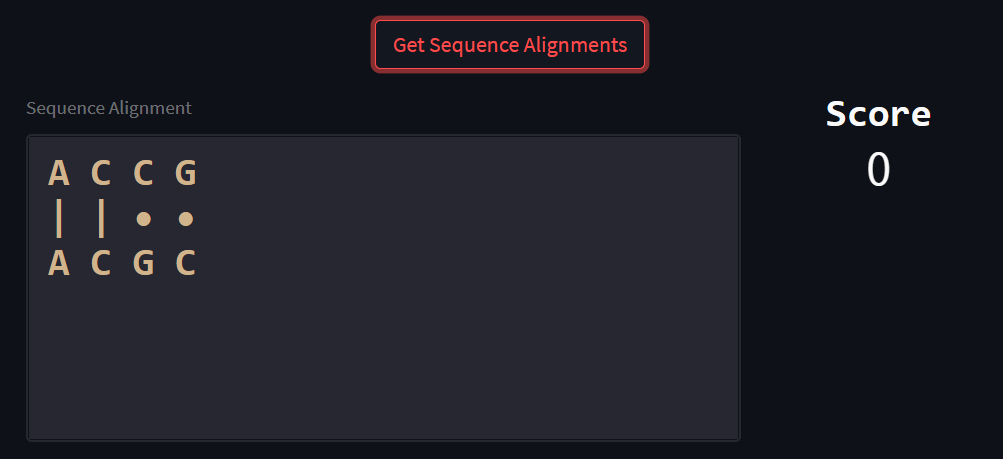 Get Sequence Alignments
Sequence Alignment
Score
0
A C C G
| | • •
A C G C